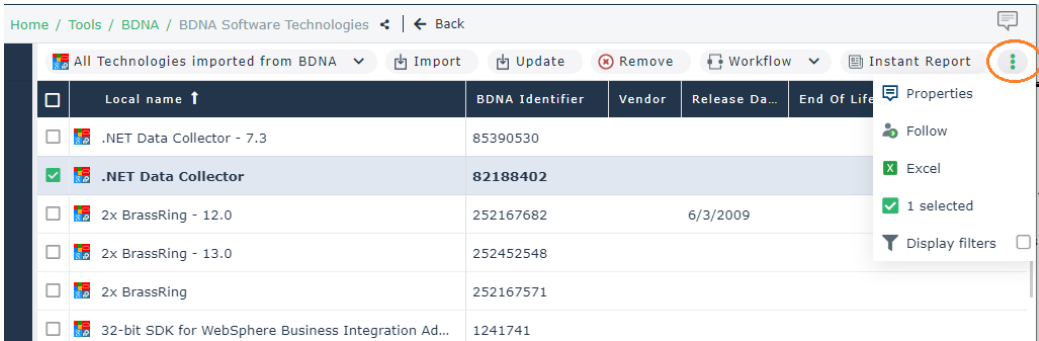 Home / Tools / BDNA / BDNA Software Technologies Back
All Technologies imported from BDNA Import Update Remove Workflow Instant Report
Local name BDNA Identifier Vendor Release Da... End Of Life
Properties
.NET Data Collector - 7.3 85390530
Follow
Excel
.NET Data Collector 82188402
1 selected
2x BrassRing - 12.0 252167682 6/3/2009
Display filters
2x BrassRing - 13.0 252452548
2x BrassRing 252167571
32-bit SDK for WebSphere Business Integration Ad... 1241741